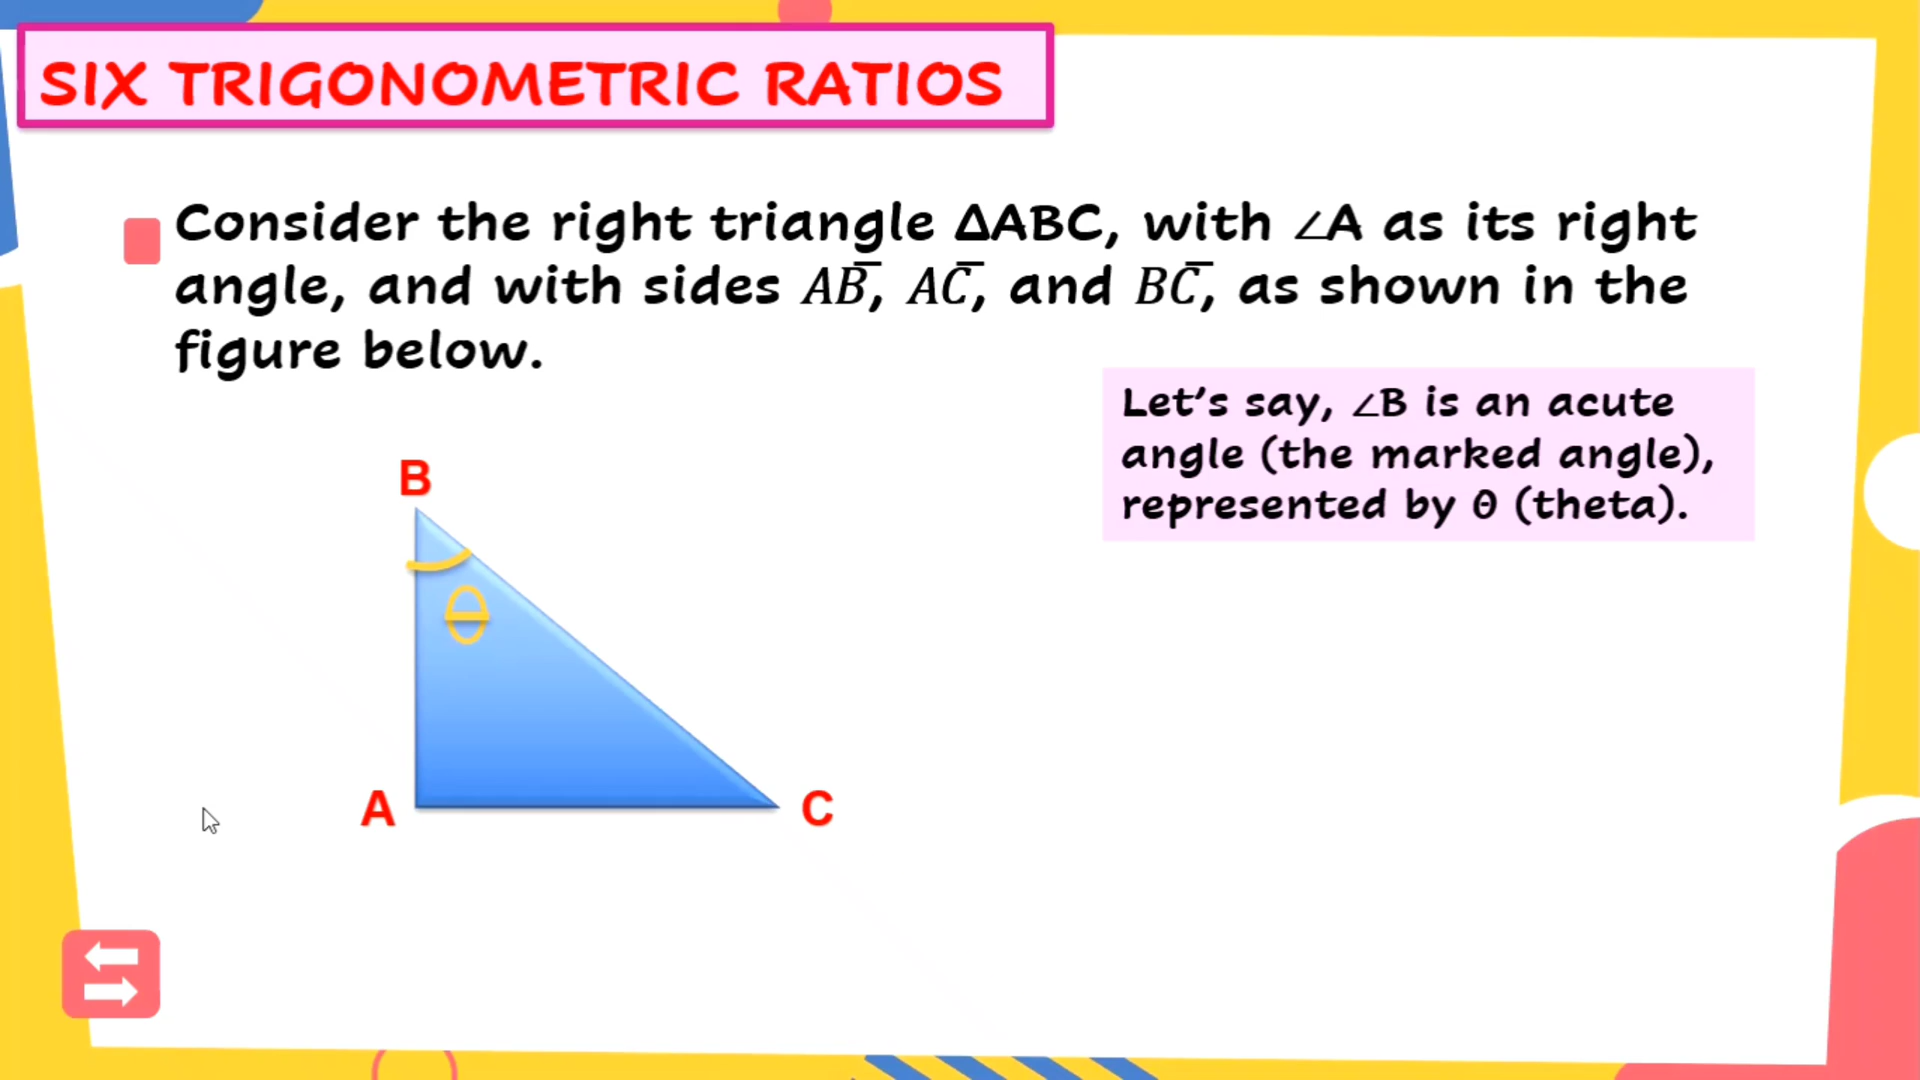 SIX TRIGONOMETRIC RATIOS
Consider the right triangle ∆ABC, with ∠A as its right
angle, and with sides AB̅, AC̅, and BC̅, as shown in the
figure below.
Let’s say, ∠B is an acute
angle (the marked angle),
represented by θ (theta).
B
θ
A
C